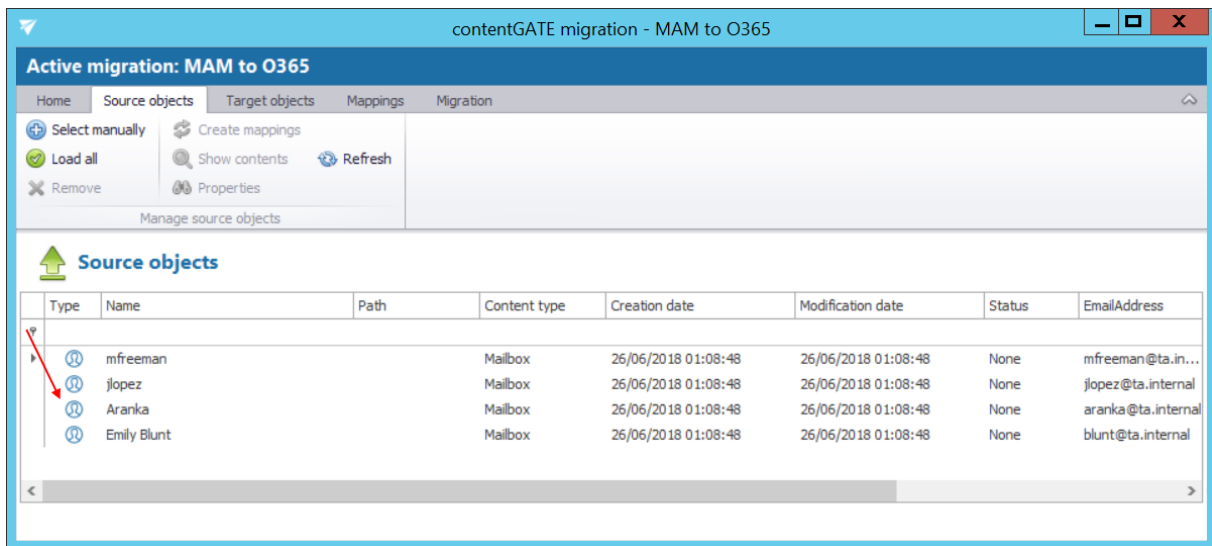 contentGATE migration - MAM to O365
Active migration: MAM to O365
Home Source objects Target objects Mappings Migration
Select manually Create mappings
Load all Show contents Refresh
Remove Properties
Manage source objects
Source objects
Type Name Path Content type Creation date Modification date Status EmailAddress
mfreeman Mailbox 26/06/2018 01:08:48 26/06/2018 01:08:48 None mfreeman@ta.in...
jlopez Mailbox 26/06/2018 01:08:48 26/06/2018 01:08:48 None jlopez@ta.internal
Aranka Mailbox 26/06/2018 01:08:48 26/06/2018 01:08:48 None aranka@ta.internal
Emily Blunt Mailbox 26/06/2018 01:08:48 26/06/2018 01:08:48 None blunt@ta.internal